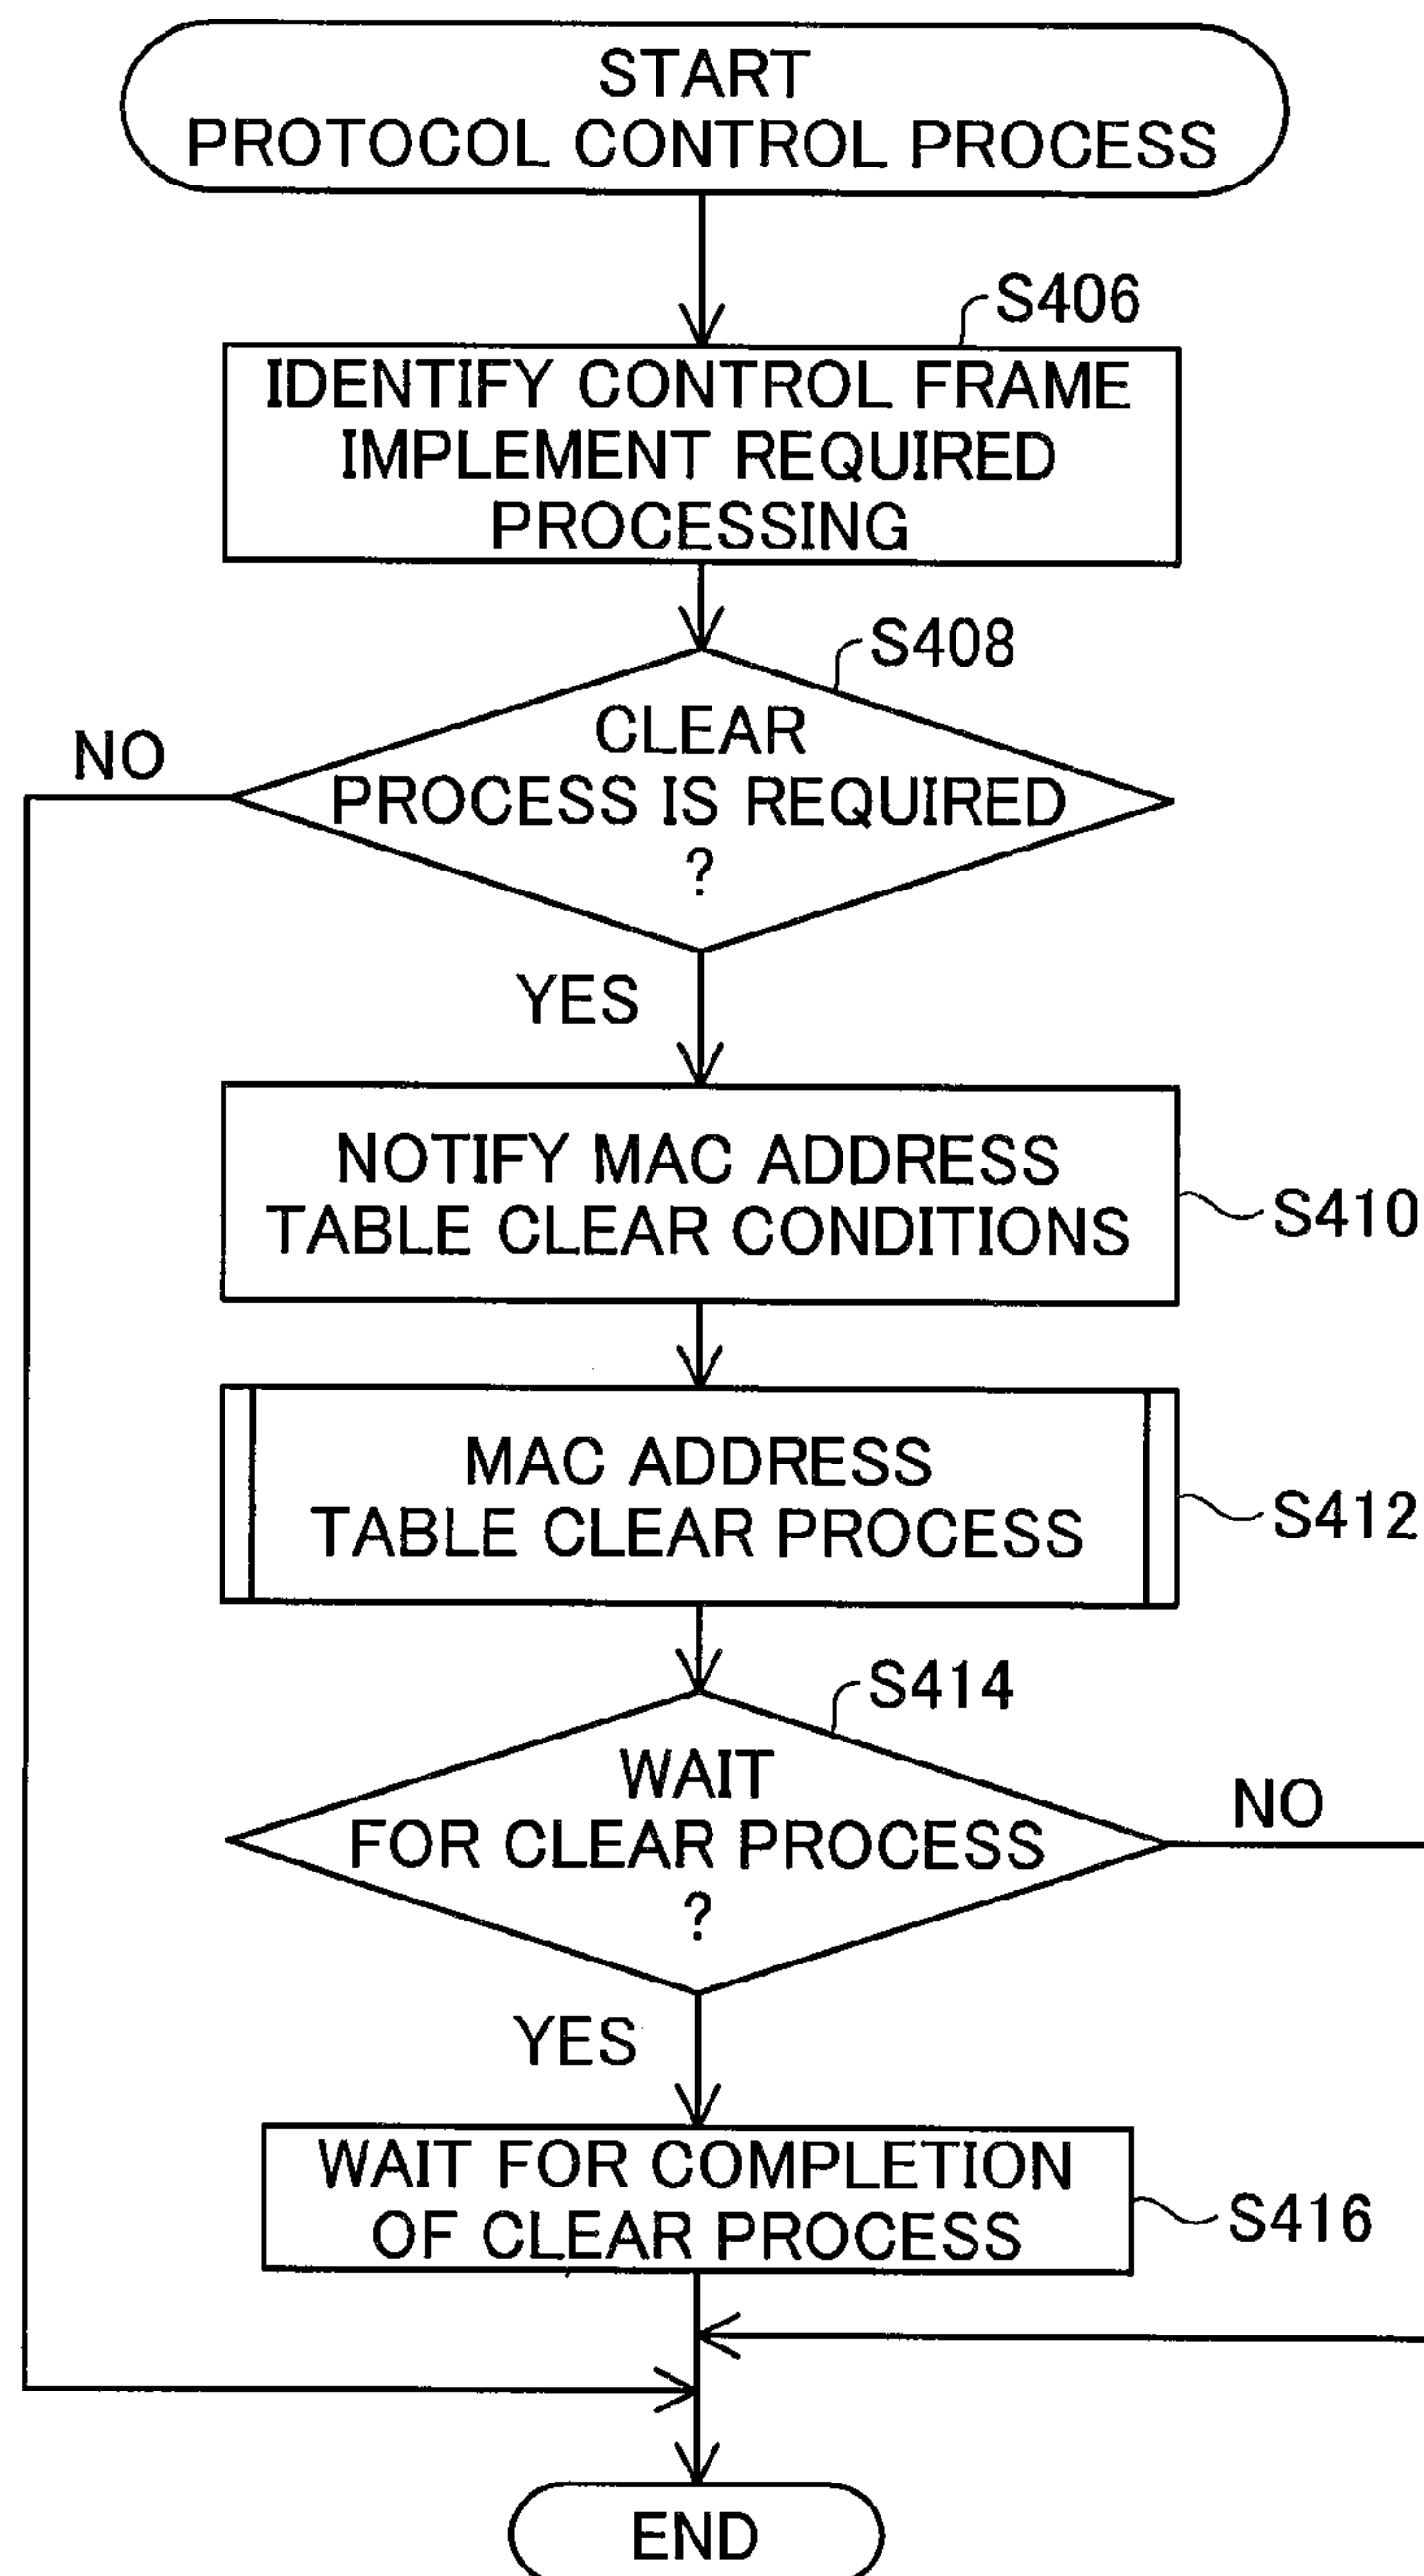 START
PROTOCOL CONTROL PROCESS
S406
IDENTIFY CONTROL FRAME
IMPLEMENT REQUIRED
PROCESSING
S408
CLEAR
PROCESS IS REQUIRED
?
NO
YES
NOTIFY MAC ADDRESS
TABLE CLEAR CONDITIONS
S410
MAC ADDRESS
TABLE CLEAR PROCESS
S412
S414
WAIT
FOR CLEAR PROCESS
?
NO
YES
WAIT FOR COMPLETION
OF CLEAR PROCESS
S416
END